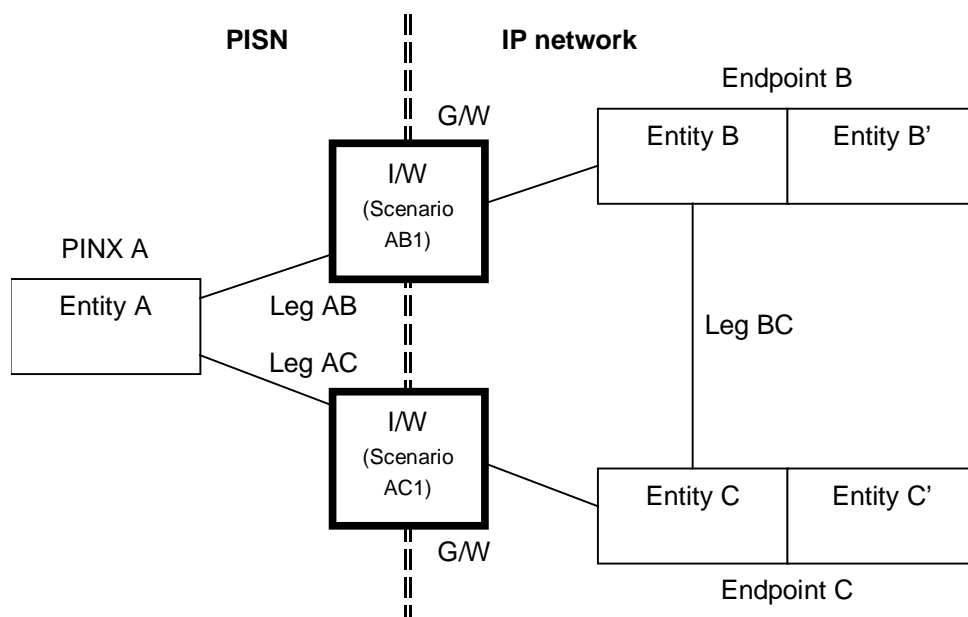 PISN
IP network
Endpoint B
G/W
Entity B
Entity B’
I/W
(Scenario
AB1)
PINX A
Entity A
Leg AB
Leg BC
Leg AC
I/W
(Scenario
AC1)
Entity C
Entity C’
G/W
Endpoint C